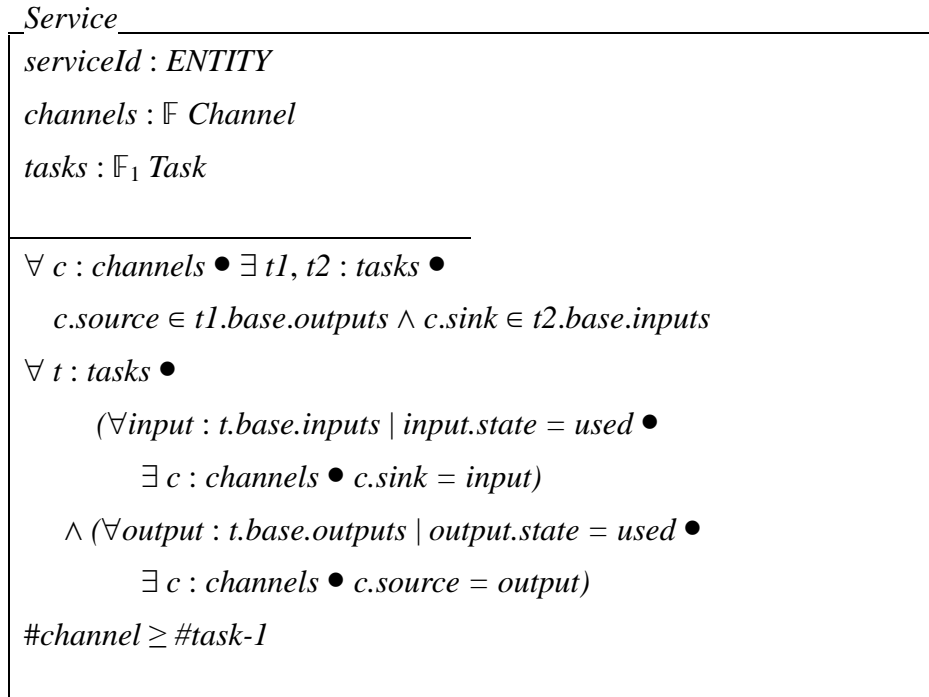 Service
serviceId : ENTITY
channels : 𝔽 Channel
tasks : 𝔽₁ Task
∀ c : channels ● ∃ t1, t2 : tasks ●
c.source ∈ t1.base.outputs ∧ c.sink ∈ t2.base.inputs
∀ t : tasks ●
(∀input : t.base.inputs | input.state = used ●
∃ c : channels ● c.sink = input)
∧ (∀output : t.base.outputs | output.state = used ●
∃ c : channels ● c.source = output)
#channel ≥ #task-1